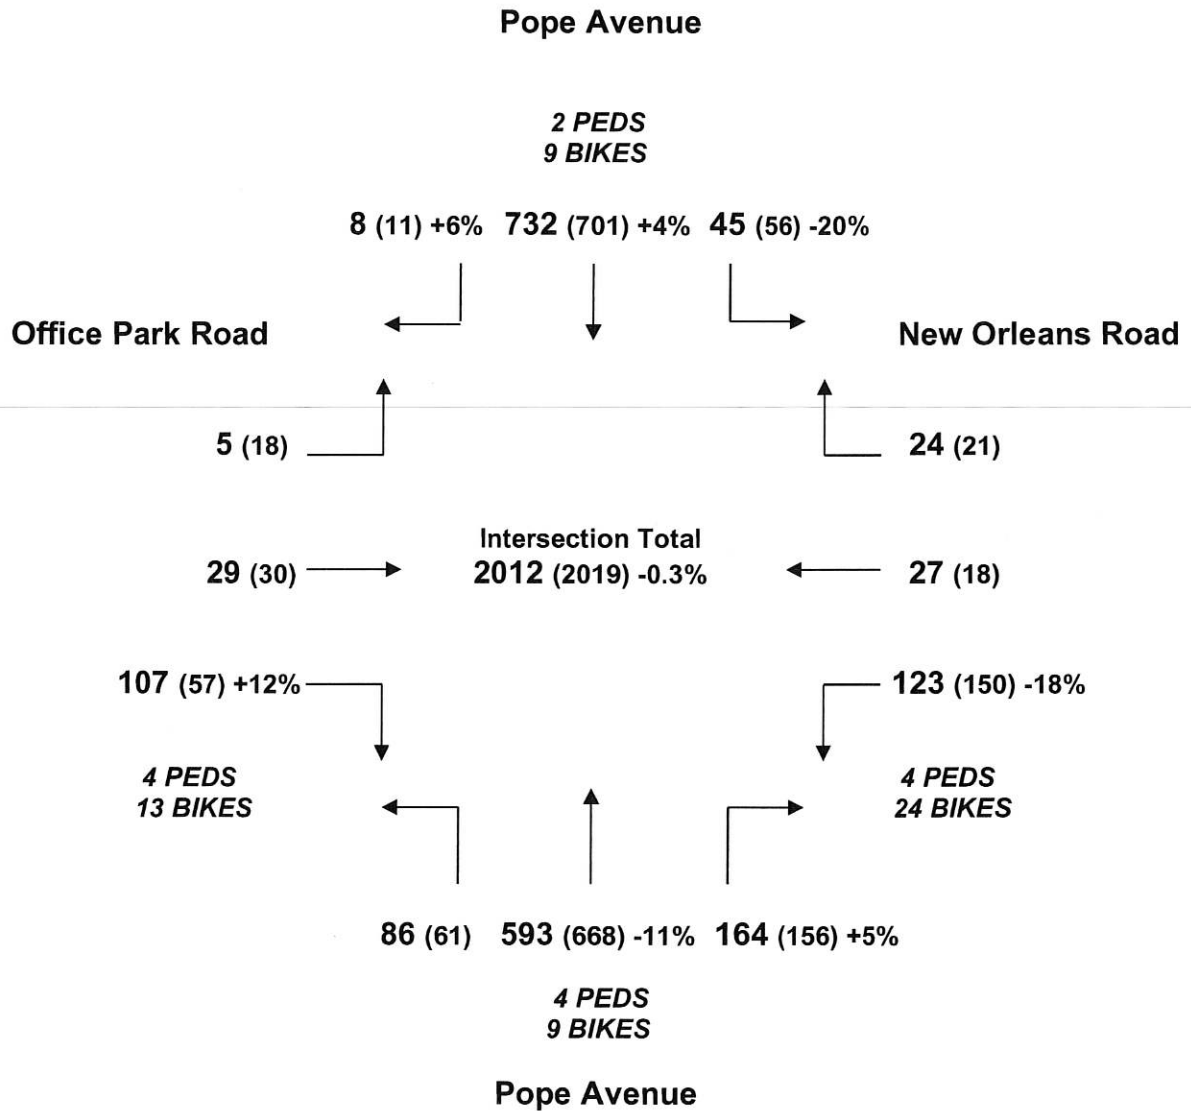 Pope Avenue
2 PEDS
9 BIKES
8 (11) +6% 732 (701) +4% 45 (56) -20%
Office Park Road
New Orleans Road
5 (18)
24 (21)
Intersection Total
29 (30)
2012 (2019) -0.3%
27 (18)
107 (57) +12%
123 (150) -18%
4 PEDS
13 BIKES
4 PEDS
24 BIKES
86 (61) 593 (668) -11% 164 (156) +5%
4 PEDS
9 BIKES
Pope Avenue